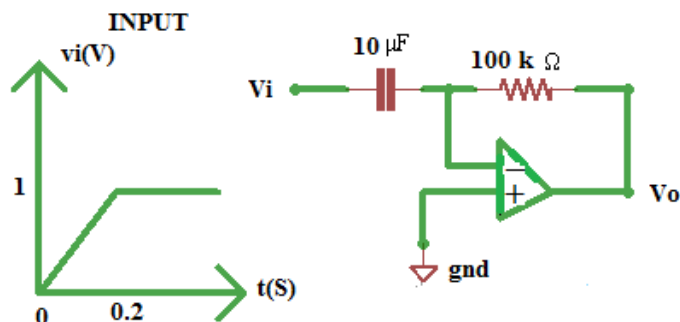 INPUT
vi(V)
1
0
0.2
t(S)
10 μF
100 k Ω
Vi
−
+
Vo
gnd